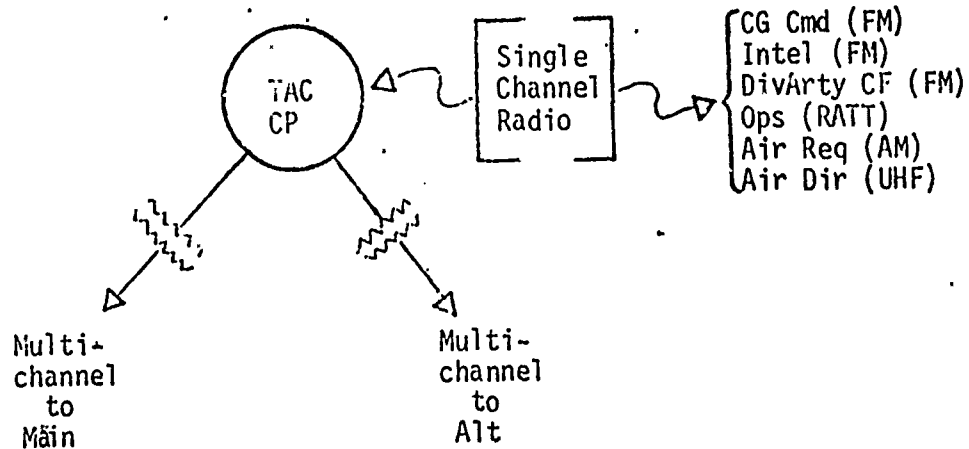 TAC
CP
Single
Channel
Radio
CG Cmd (FM)
Intel (FM)
DivArty CF (FM)
Ops (RATT)
Air Req (AM)
Air Dir (UHF)
Multi-
channel
to
Main
Multi-
channel
to
Alt